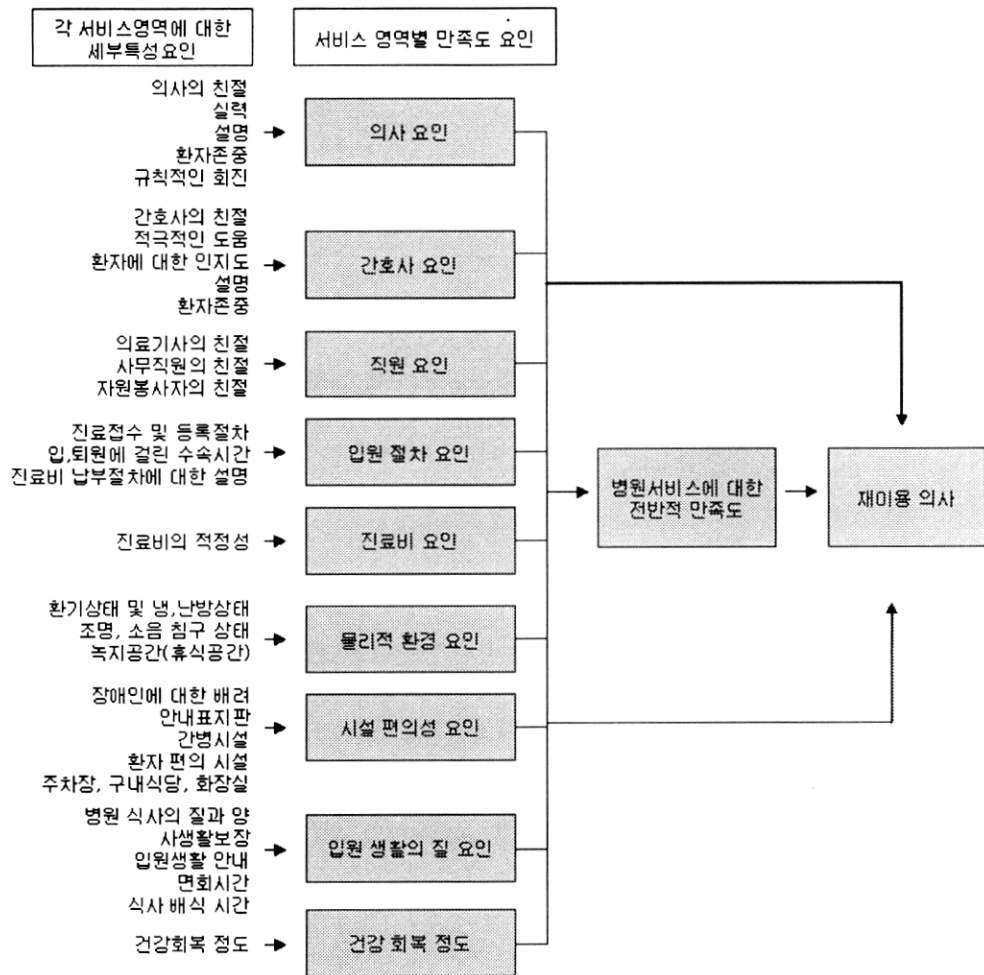 각 서비스영역에 대한
세부특성요인
서비스 영역별 만족도 요인
의사의 친절
실력
설명
환자존중
규칙적인 회진
의사 요인
간호사의 친절
적극적인 도움
환자에 대한 인지도
설명
환자존중
간호사 요인
의료기사의 친절
사무직원의 친절
자원봉사자의 친절
직원 요인
진료접수 및 등록절차
입,퇴원에 걸린 수속시간
진료비 납부절차에 대한 설명
입원 절차 요인
병원서비스에 대한
전반적 만족도
재이용 의사
진료비의 적정성
진료비 요인
환기상태 및 냉,난방상태
조명, 소음 침구 상태
녹지공간(휴식공간)
물리적 환경 요인
장애인에 대한 배려
안내표지판
간병시설
환자 편의 시설
주차장, 구내식당, 화장실
시설 편의성 요인
병원 식사의 질과 양
사생활보장
입원생활 안내
면회시간
식사 배식 시간
입원 생활의 질 요인
건강회복 정도
건강 회복 정도